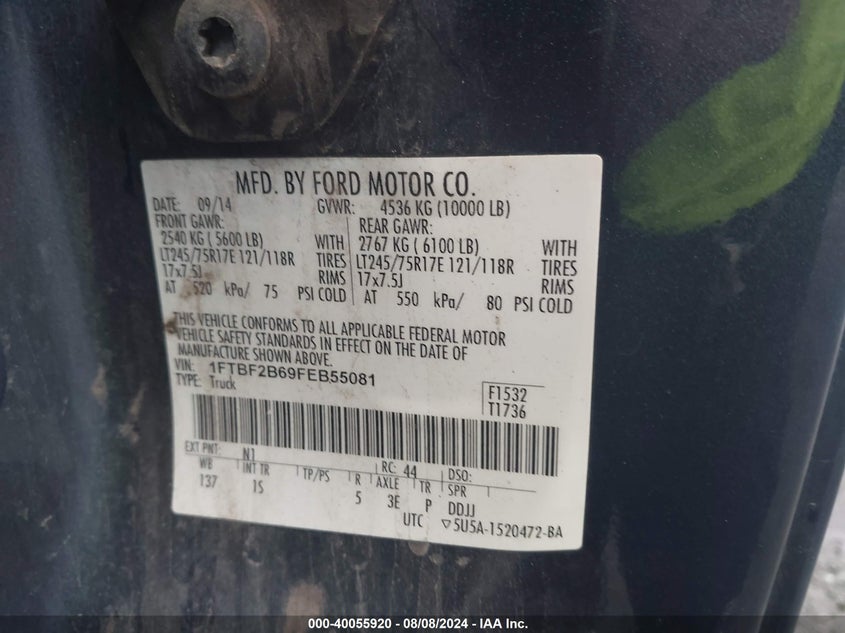 MFD. BY FORD MOTOR CO.
DATE: 09/14 GVWR: 4536 KG (10000 LB)
FRONT GAWR: REAR GAWR:
2540 KG ( 5600 LB) WITH 2767 KG ( 6100 LB) WITH
LT245/75R17E 121/118R TIRES LT245/75R17E 121/118R TIRES
17x7.5J RIMS 17x7.5J RIMS
AT 520 kPa/ 75 PSI COLD AT 550 kPa/ 80 PSI COLD
THIS VEHICLE CONFORMS TO ALL APPLICABLE FEDERAL MOTOR
VEHICLE SAFETY STANDARDS IN EFFECT ON THE DATE OF
MANUFACTURE SHOWN ABOVE.
VIN: 1FTBF2B69FEB55081
TYPE: Truck
F1532
T1736
EXT PNT: N1 RC: 44 DSO:
WB INT TR TP/PS R AXLE TR SPR
137 1S 5 3E P DDJJ
UTC ▽5U5A-1520472-BA
000-40055920 - 08/08/2024 - © IAA, Inc.